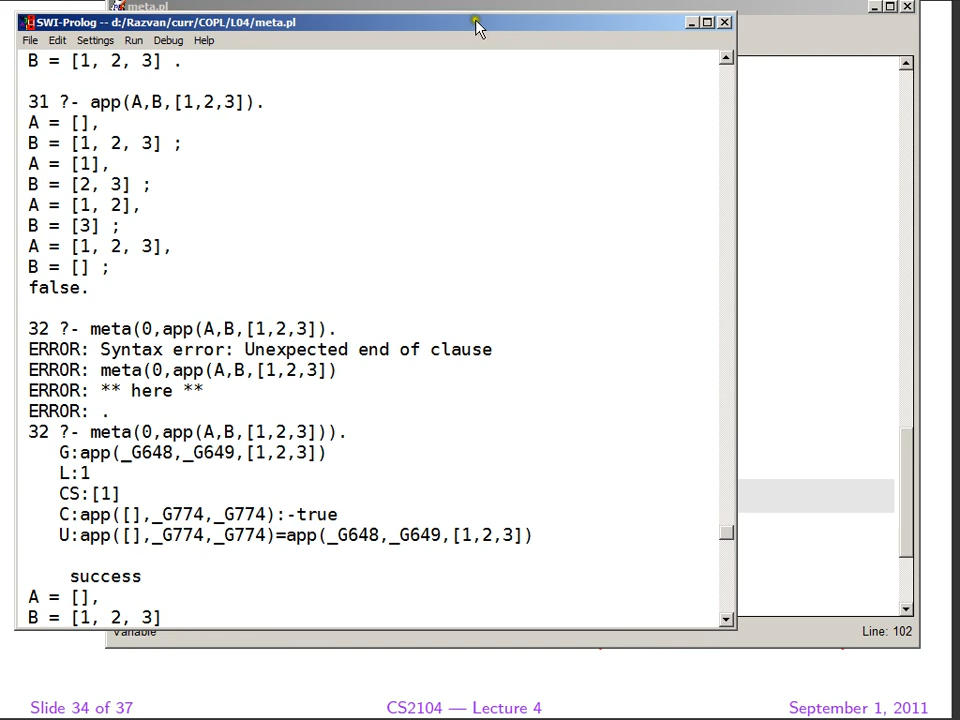 meta.pl
SWI-Prolog -- d:/Razvan/curr/COPL/L04/meta.pl
File Edit Settings Run Debug Help
B = [1, 2, 3] .
31 ?- app(A,B,[1,2,3]).
A = [],
B = [1, 2, 3] ;
A = [1],
B = [2, 3] ;
A = [1, 2],
B = [3] ;
A = [1, 2, 3],
B = [] ;
false.
32 ?- meta(0,app(A,B,[1,2,3]).
ERROR: Syntax error: Unexpected end of clause
ERROR: meta(0,app(A,B,[1,2,3])
ERROR: ** here **
ERROR: .
32 ?- meta(0,app(A,B,[1,2,3])).
G:app(_G648,_G649,[1,2,3])
L:1
CS:[1]
C:app([],_G774,_G774):-true
U:app([],_G774,_G774)=app(_G648,_G649,[1,2,3])
success
A = [],
B = [1, 2, 3]
Variable
Line: 102
Slide 34 of 37
CS2104 — Lecture 4
September 1, 2011